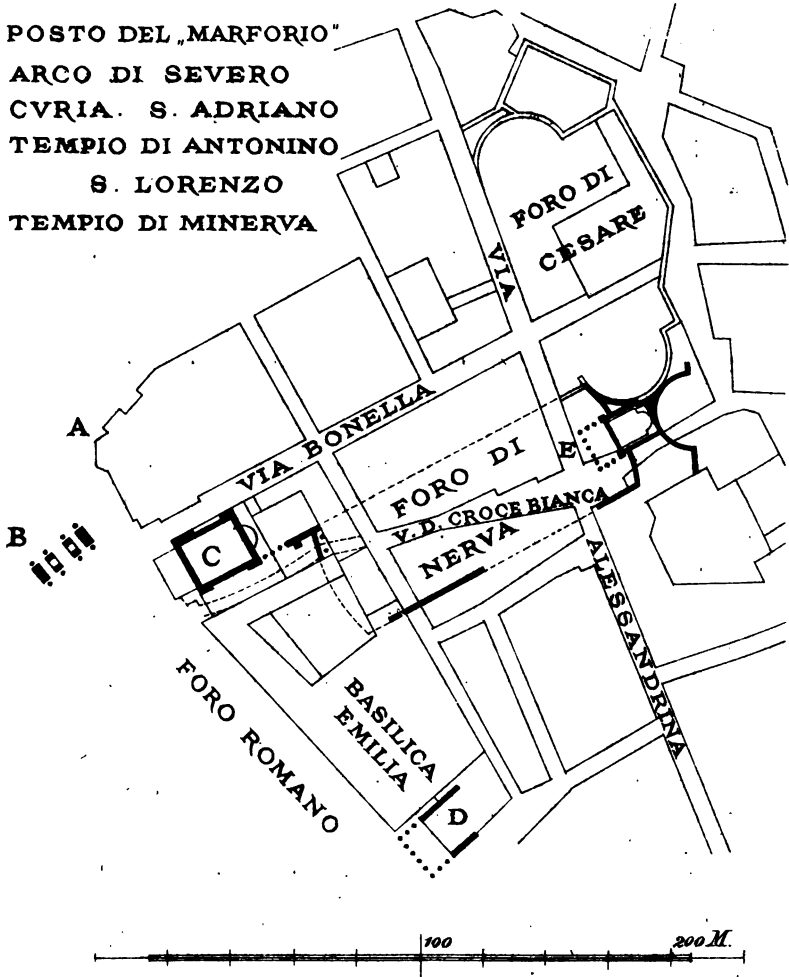 POSTO DEL „MARFORIO”
ARCO DI SEVERO
CVRIA. S. ADRIANO
TEMPIO DI ANTONINO
S. LORENZO
TEMPIO DI MINERVA
FORO DI
CESARE
VIA
A
VIA BONELLA
B
C
E
FORO DI
V. D. CROCE BIANCA
NERVA
ALESSANDRINA
FORO ROMANO
BASILICA
EMILIA
D
100
200 M.